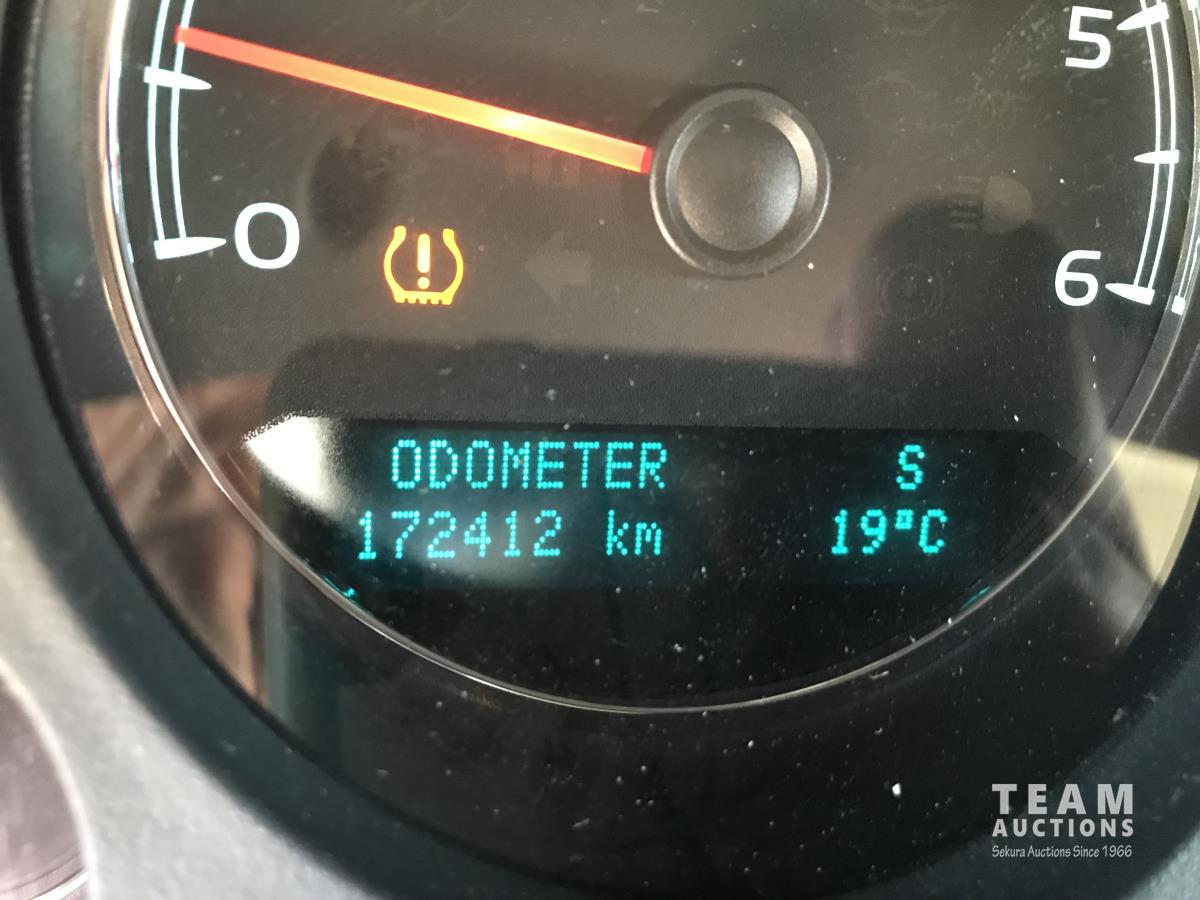 5
0
6
ODOMETER S
172412 km 19°C
TEAM
AUCTIONS
Sekura Auctions Since 1966